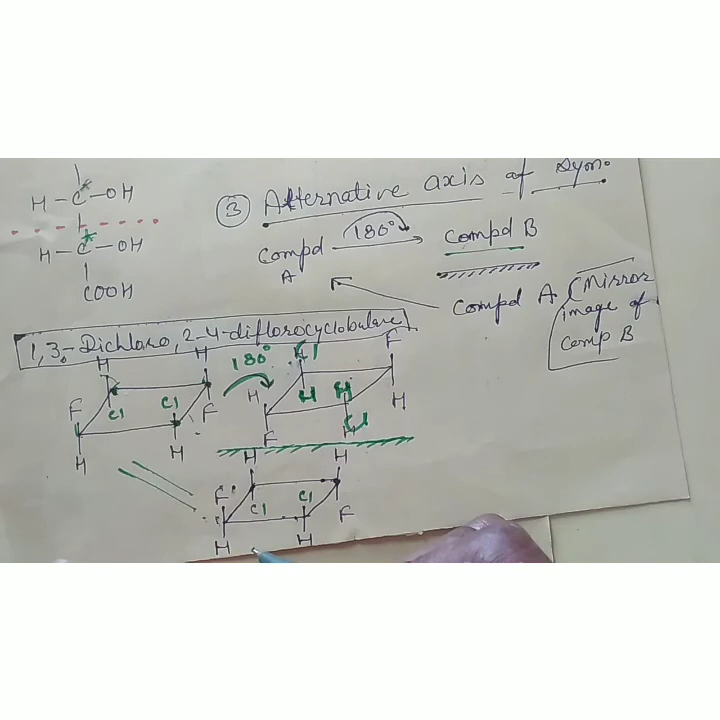 H-C*-OH
H-C*-OH
COOH
③ Alternative axis of sym.
Compd A 180° Compd B
Compd A (Mirror image of Comp B
1,3.- Dichloro, 2-4-diflorocyclobutane
H H
F Cl Cl F
H H
180°
Cl F
H H H H
F Cl
H H
F Cl Cl F
H H